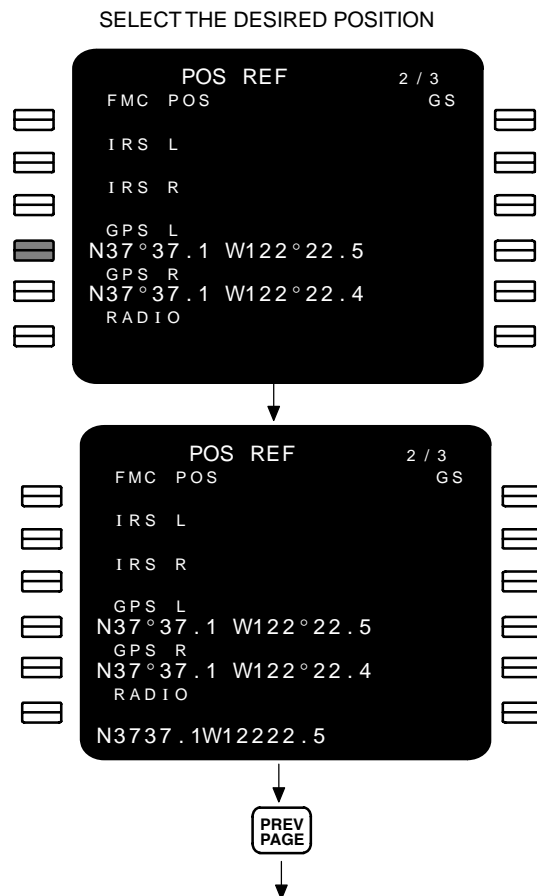 SELECT THE DESIRED POSITION
POS REF 2/3
FMC POS GS
IRS L
IRS R
GPS L
N37°37.1 W122°22.5
GPS R
N37°37.1 W122°22.4
RADIO
POS REF 2/3
FMC POS GS
IRS L
IRS R
GPS L
N37°37.1 W122°22.5
GPS R
N37°37.1 W122°22.4
RADIO
N3737.1W12222.5
PREV
PAGE